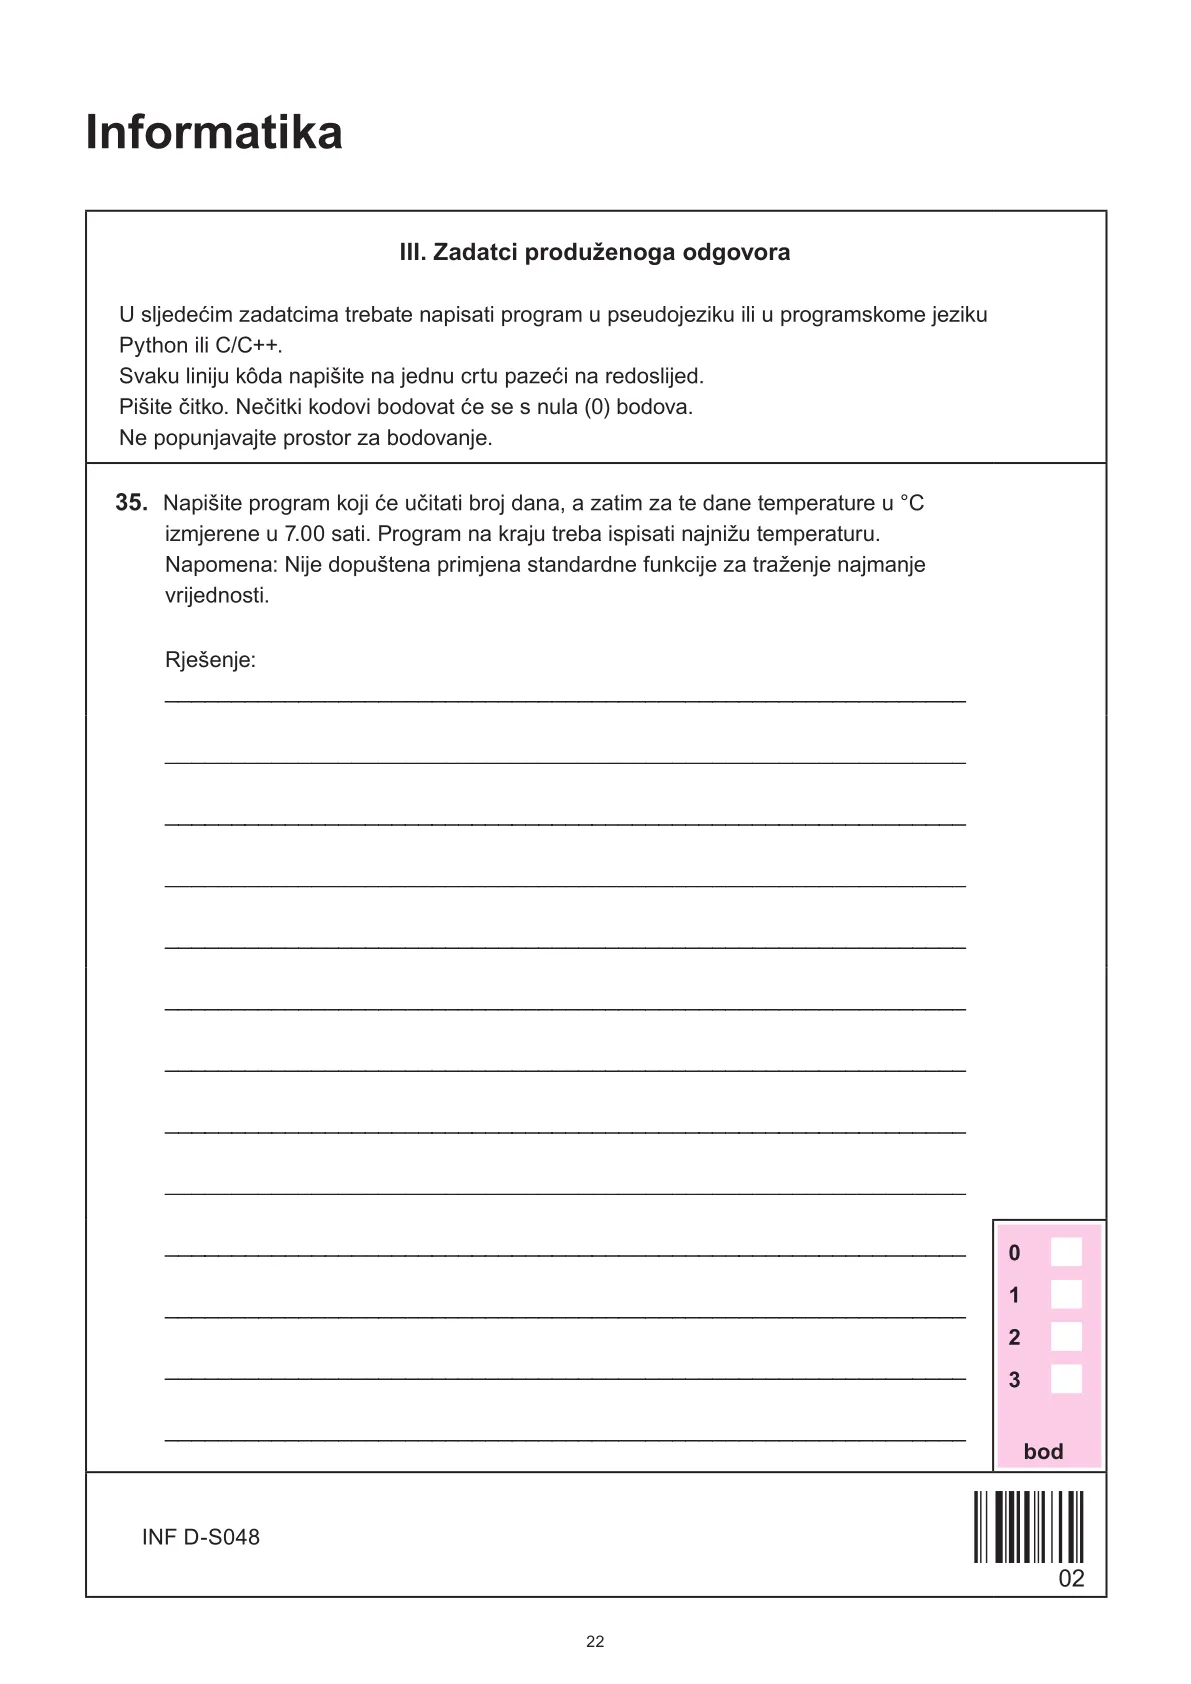 Informatika
III. Zadatci produženoga odgovora
U sljedećim zadatcima trebate napisati program u pseudojeziku ili u programskome jeziku
Python ili C/C++.
Svaku liniju kôda napišite na jednu crtu pazeći na redoslijed.
Pišite čitko. Nečitki kodovi bodovat će se s nula (0) bodova.
Ne popunjavajte prostor za bodovanje.
35. Napišite program koji će učitati broj dana, a zatim za te dane temperature u °C
izmjerene u 7.00 sati. Program na kraju treba ispisati najnižu temperaturu.
Napomena: Nije dopuštena primjena standardne funkcije za traženje najmanje
vrijednosti.
Rješenje:
0
1
2
3
bod
INF D-S048
02
22